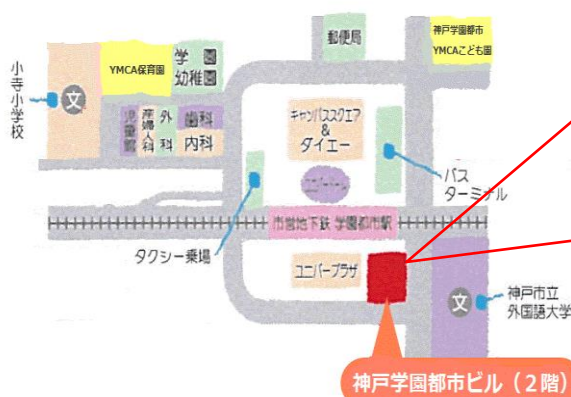 郵便局
神戸学園都市
YMCAこども園
YMCA保育園
学園
幼稚園
小寺小学校
文
児童館
産婦人科
外科
歯科
内科
キャンパススクエア
&
ダイエー
バス
ターミナル
市営地下鉄 学園都市駅
タクシー乗場
ユニバープラザ
文
神戸市立
外国語大学
神戸学園都市ビル(2階)